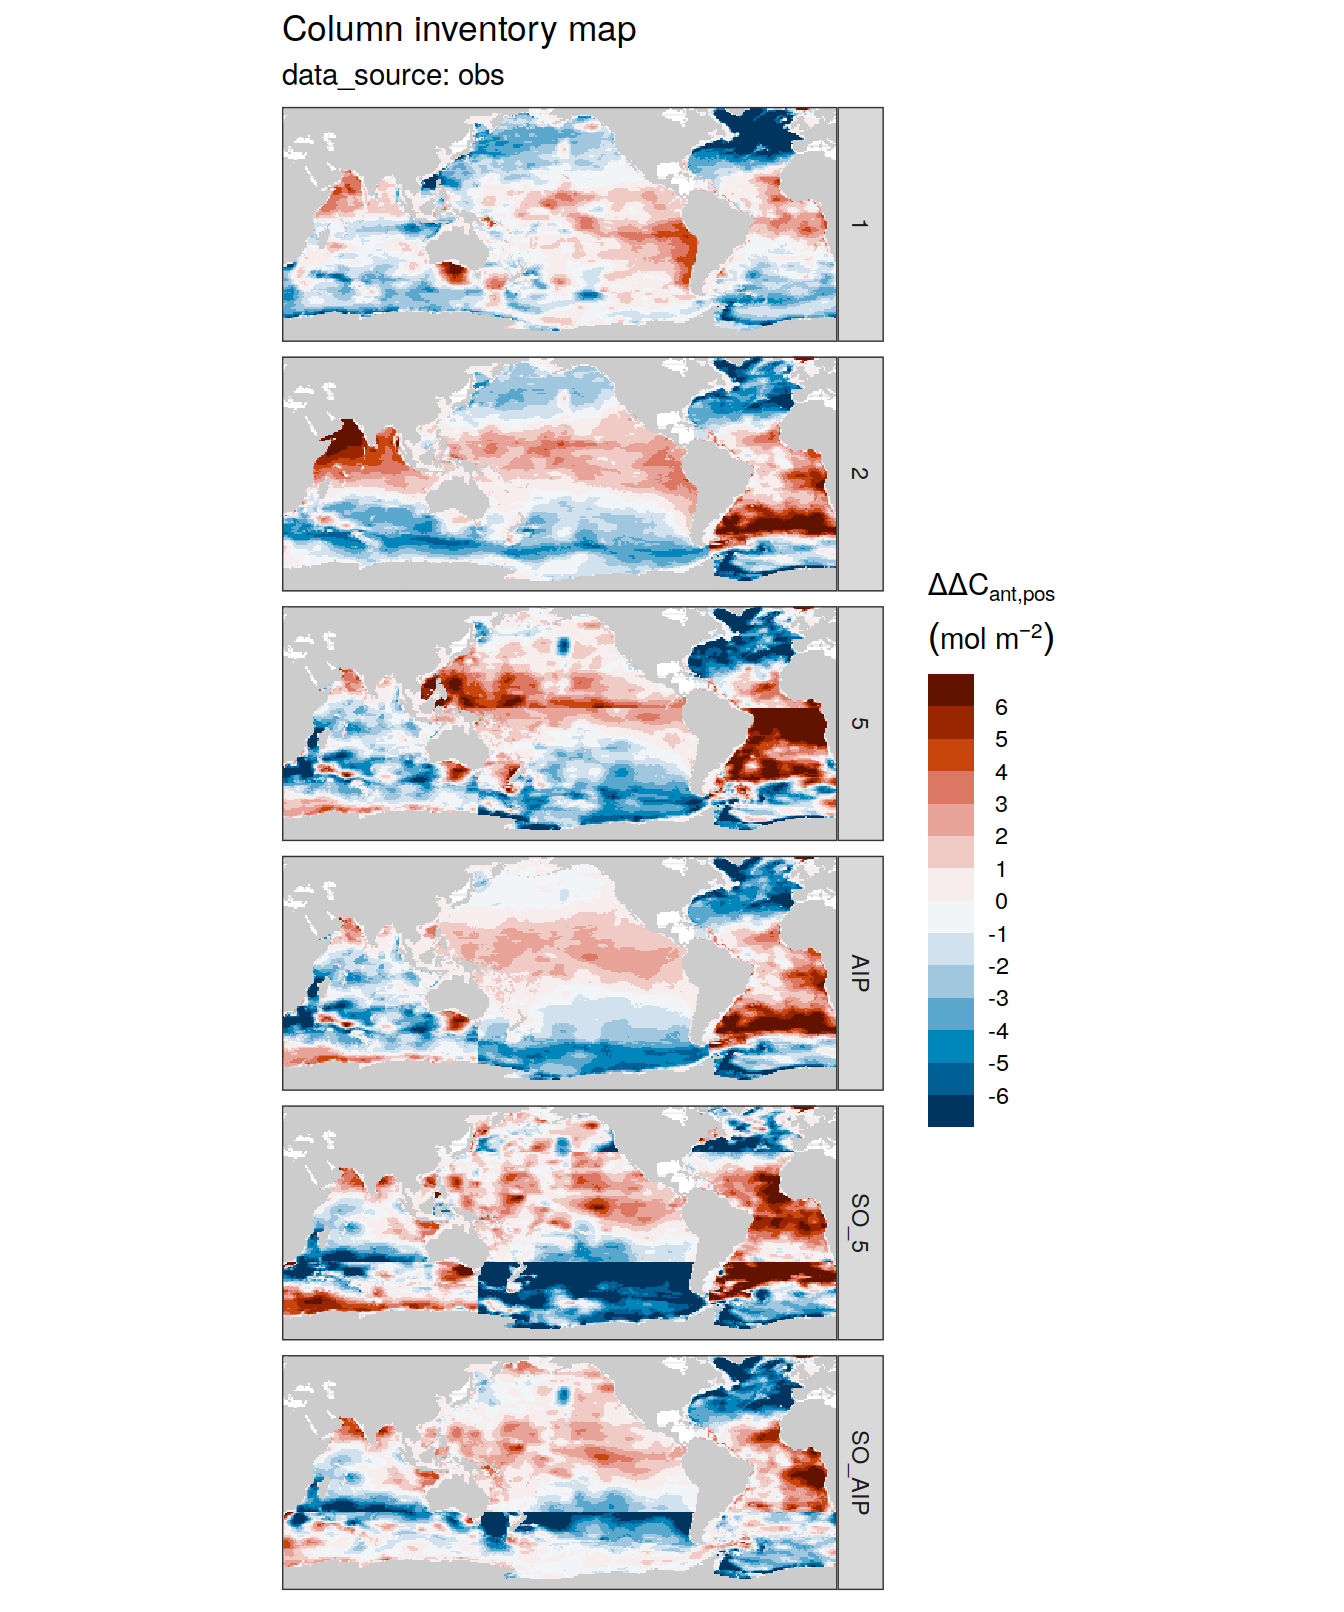 Column inventory map
data_source: obs
1
2
5
AIP
SO_5
SO_AIP
ΔΔC_ant,pos
(mol m⁻²)
6
5
4
3
2
1
0
-1
-2
-3
-4
-5
-6